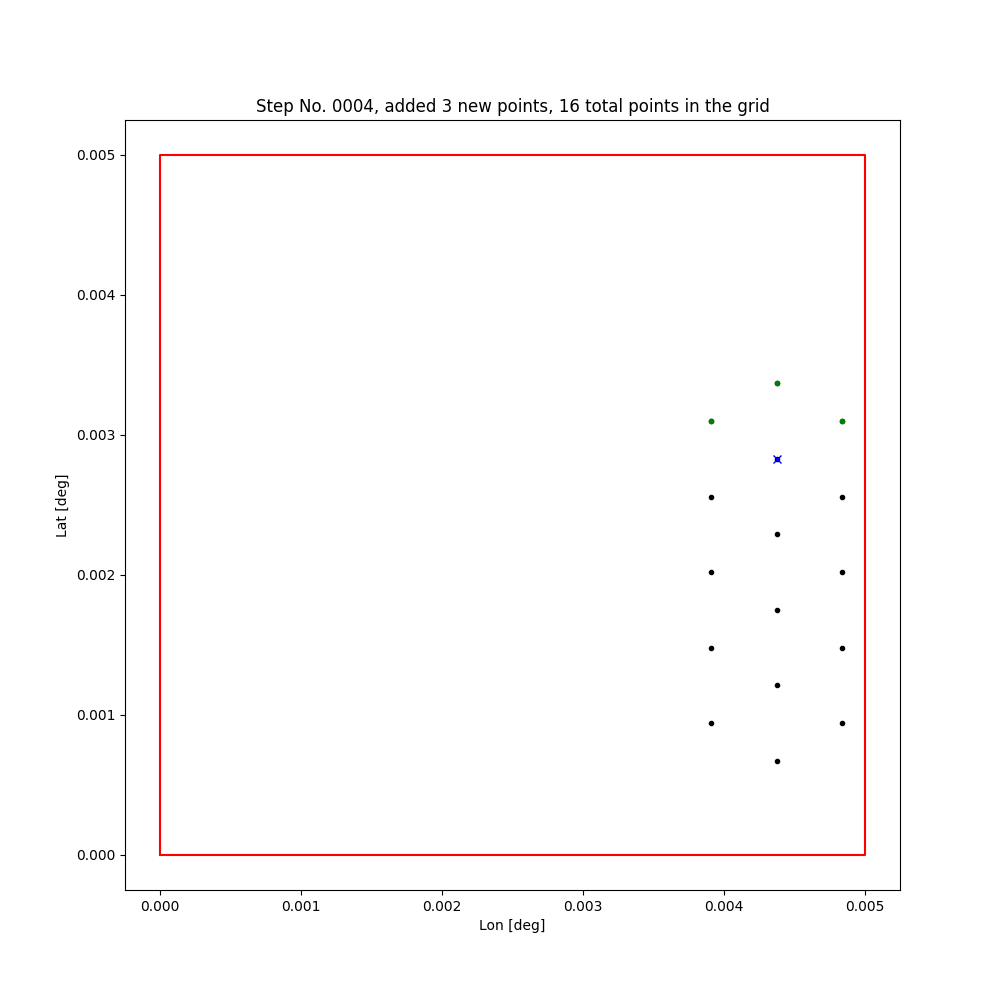 Step No. 0004, added 3 new points, 16 total points in the grid
0.005
0.004
0.003
0.002
0.001
0.000
Lat [deg]
0.000 0.001 0.002 0.003 0.004 0.005
Lon [deg]